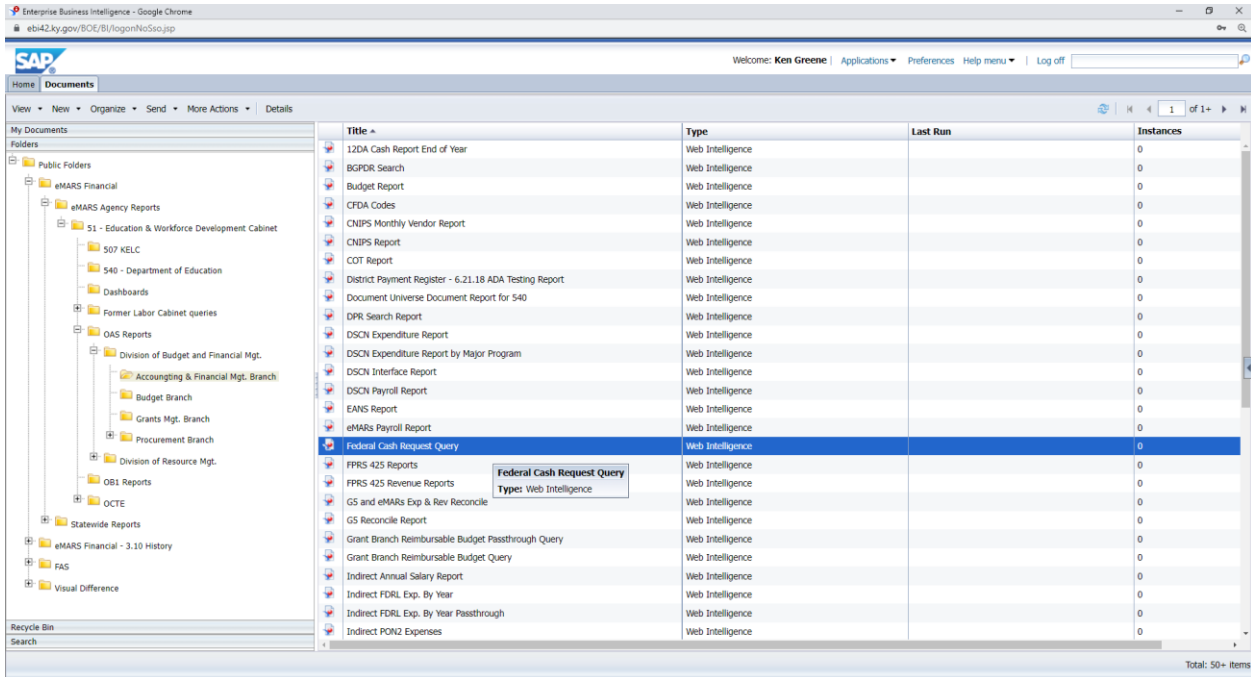 Enterprise Business Intelligence - Google Chrome
ebi42.ky.gov/BOE/BI/logonNoSso.jsp
SAP
Welcome: Ken Greene | Applications Preferences Help menu | Log off
Home Documents
View New Organize Send More Actions Details
1 of 1+
My Documents
Folders
Public Folders
eMARS Financial
eMARS Agency Reports
51 - Education & Workforce Development Cabinet
507 KELC
540 - Department of Education
Dashboards
Former Labor Cabinet queries
OAS Reports
Division of Budget and Financial Mgt.
Accoungting & Financial Mgt. Branch
Budget Branch
Grants Mgt. Branch
Procurement Branch
Division of Resource Mgt.
OB1 Reports
OCTE
Statewide Reports
eMARS Financial - 3.10 History
FAS
Visual Difference
Recycle Bin
Search
Title Type Last Run Instances
12DA Cash Report End of Year Web Intelligence 0
BGPDR Search Web Intelligence 0
Budget Report Web Intelligence 0
CFDA Codes Web Intelligence 0
CNIPS Monthly Vendor Report Web Intelligence 0
CNIPS Report Web Intelligence 0
COT Report Web Intelligence 0
District Payment Register - 6.21.18 ADA Testing Report Web Intelligence 0
Document Universe Document Report for 540 Web Intelligence 0
DPR Search Report Web Intelligence 0
DSCN Expenditure Report Web Intelligence 0
DSCN Expenditure Report by Major Program Web Intelligence 0
DSCN Interface Report Web Intelligence 0
DSCN Payroll Report Web Intelligence 0
EANS Report Web Intelligence 0
eMARs Payroll Report Web Intelligence 0
Federal Cash Request Query Web Intelligence 0
FPRS 425 Reports Web Intelligence 0
FPRS 425 Revenue Reports Web Intelligence 0
G5 and eMARs Exp & Rev Reconcile Web Intelligence 0
G5 Reconcile Report Web Intelligence 0
Grant Branch Reimbursable Budget Passthrough Query Web Intelligence 0
Grant Branch Reimbursable Budget Query Web Intelligence 0
Indirect Annual Salary Report Web Intelligence 0
Indirect FDRL Exp. By Year Web Intelligence 0
Indirect FDRL Exp. By Year Passthrough Web Intelligence 0
Indirect PON2 Expenses Web Intelligence 0
Federal Cash Request Query
Type: Web Intelligence
Total: 50+ items